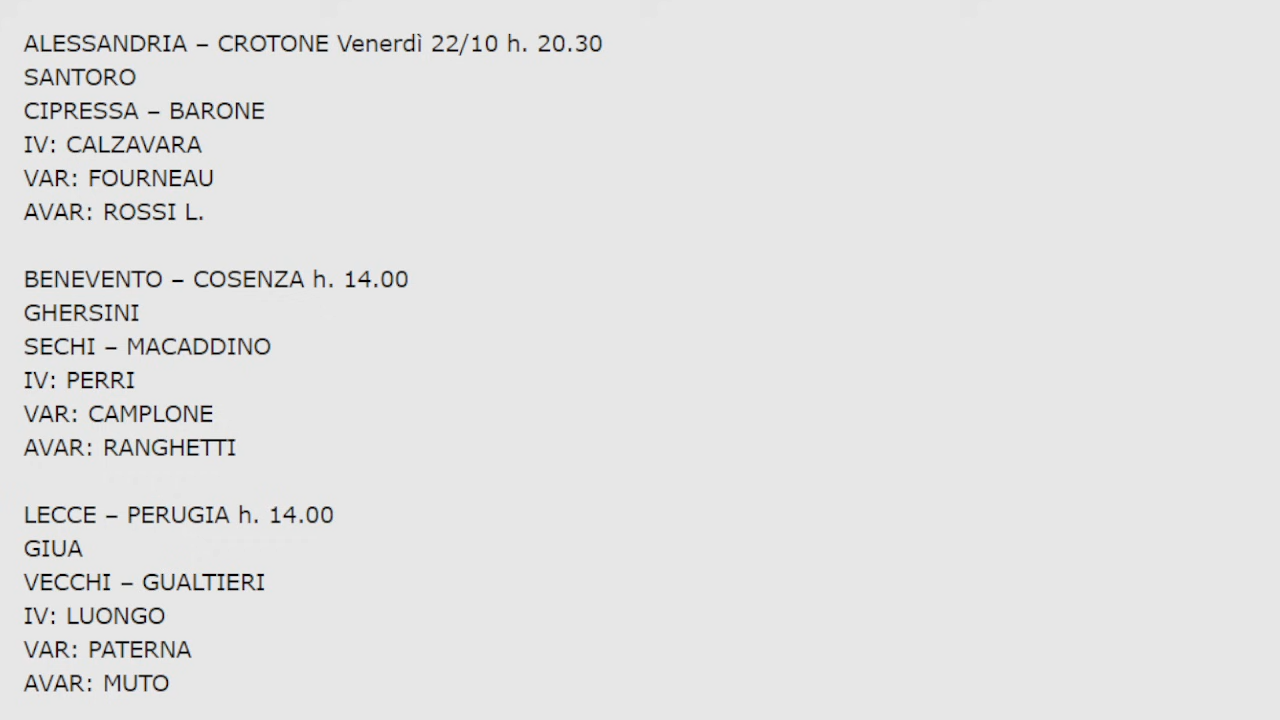 ALESSANDRIA – CROTONE Venerdì 22/10 h. 20.30
SANTORO
CIPRESSA – BARONE
IV: CALZAVARA
VAR: FOURNEAU
AVAR: ROSSI L.
BENEVENTO – COSENZA h. 14.00
GHERSINI
SECHI – MACADDINO
IV: PERRI
VAR: CAMPLONE
AVAR: RANGHETTI
LECCE – PERUGIA h. 14.00
GIUA
VECCHI – GUALTIERI
IV: LUONGO
VAR: PATERNA
AVAR: MUTO